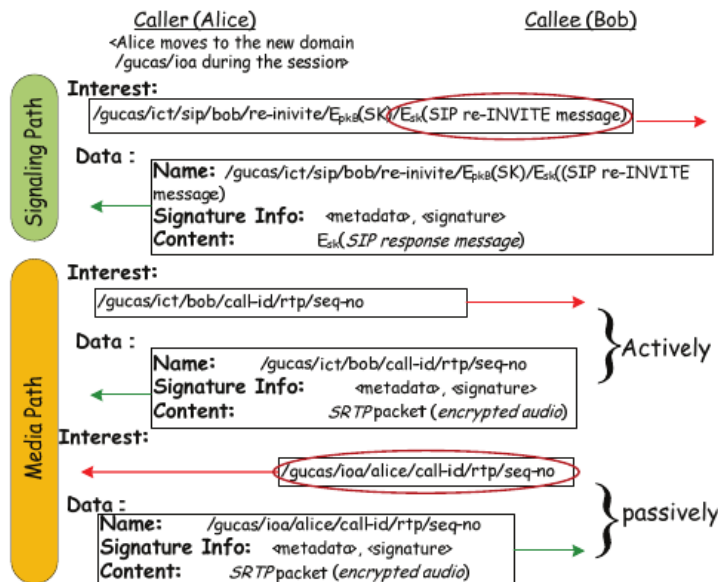 Caller (Alice)
Callee (Bob)
<Alice moves to the new domain
/gucas/ioa during the session>
Signaling Path
Interest:
/gucas/ict/sip/bob/re-inivite/EpkB(SK)/Esk(SIP re-INVITE message)
Data :
Name: /gucas/ict/sip/bob/re-invite/EpkB(SK)/Esk((SIP re-INVITE
message)
Signature Info: <metadata>, <signature>
Content: Esk(SIP response message)
Media Path
Interest:
/gucas/ict/bob/call-id/rtp/seq-no
Data :
Name: /gucas/ict/bob/call-id/rtp/seq-no
Signature Info: <metadata>, <signature>
Content: SRTP packet (encrypted audio)
} Actively
Interest:
/gucas/ioa/alice/call-id/rtp/seq-no
Data :
Name: /gucas/ioa/alice/call-id/rtp/seq-no
Signature Info: <metadata>, <signature>
Content: SRTP packet (encrypted audio)
} passively